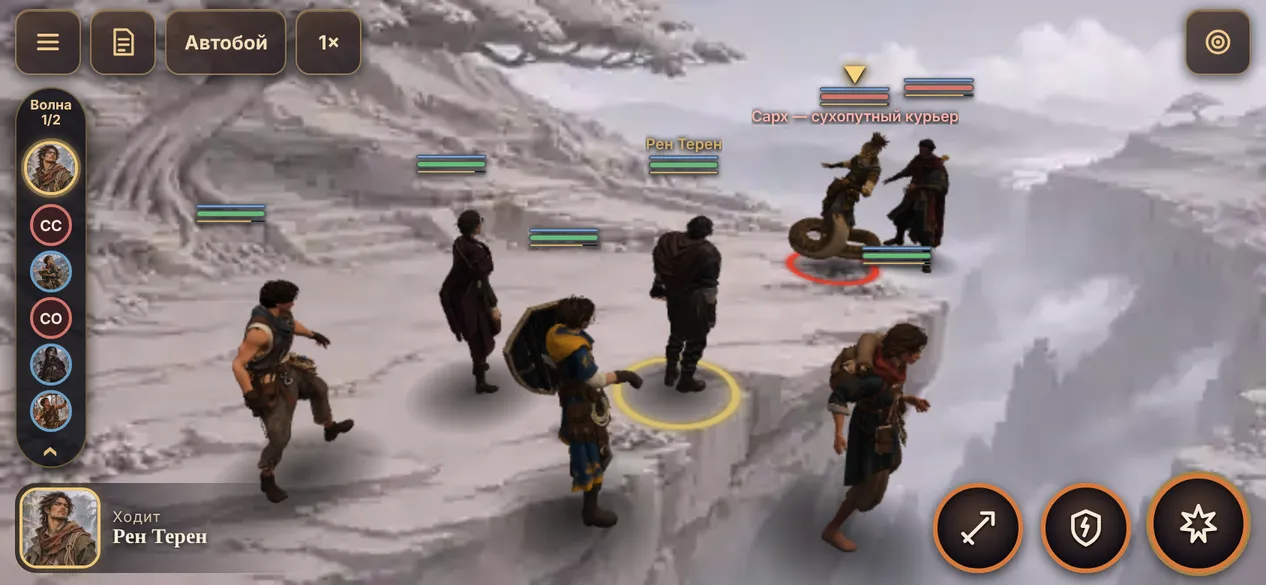 Автобой
1×
Волна
1/2
Сарх — сухопутный курьер
Рен Терен
СС
СО
Ходит
Рен Терен